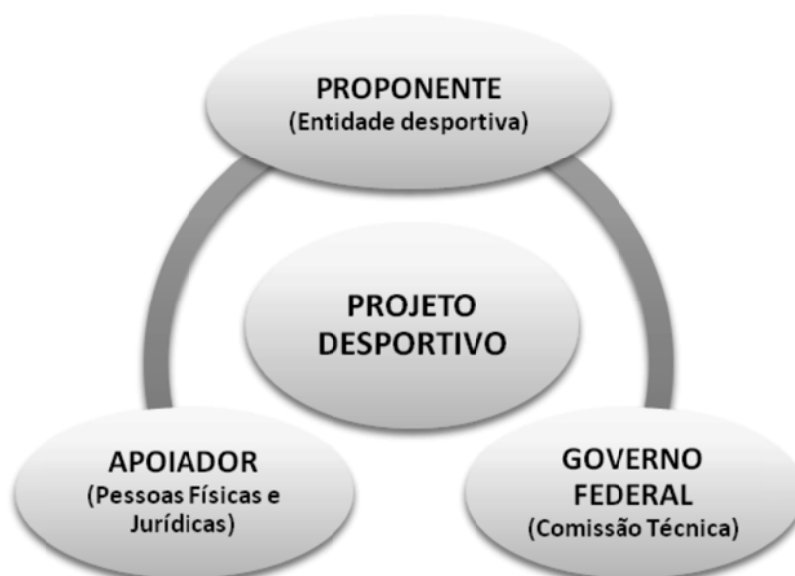 PROPONENTE
(Entidade desportiva)
PROJETO
DESPORTIVO
APOIADOR
(Pessoas Físicas e
Jurídicas)
GOVERNO
FEDERAL
(Comissão Técnica)